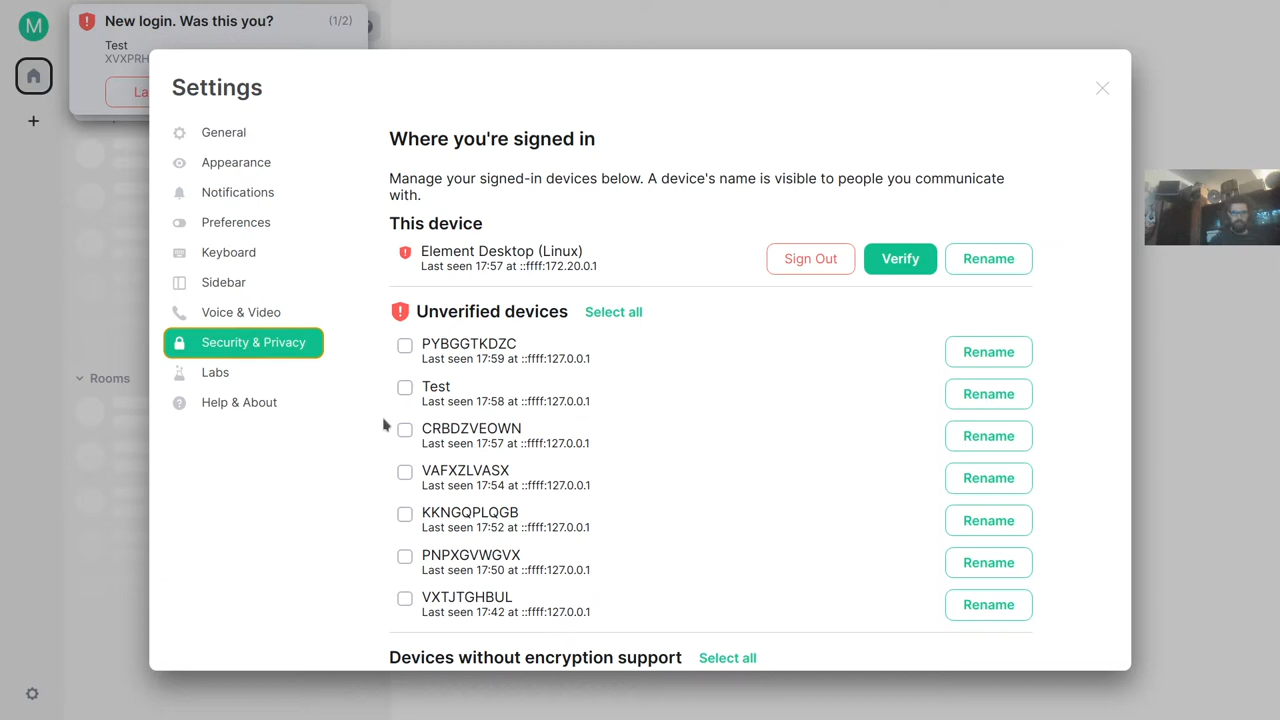 M
New login. Was this you?
(1/2)
Test
XVXPRH
La
Settings
General
Appearance
Notifications
Preferences
Keyboard
Sidebar
Voice & Video
Security & Privacy
Labs
Help & About
Rooms
Where you're signed in
Manage your signed-in devices below. A device's name is visible to people you communicate
with.
This device
Element Desktop (Linux)
Last seen 17:57 at ::ffff:172.20.0.1
Sign Out
Verify
Rename
Unverified devices
Select all
PYBGGTKDZC
Last seen 17:59 at ::ffff:127.0.0.1
Rename
Test
Last seen 17:58 at ::ffff:127.0.0.1
Rename
CRBDZVEOWN
Last seen 17:57 at ::ffff:127.0.0.1
Rename
VAFXZLVASX
Last seen 17:54 at ::ffff:127.0.0.1
Rename
KKNGQPLQGB
Last seen 17:52 at ::ffff:127.0.0.1
Rename
PNPXGVWGVX
Last seen 17:50 at ::ffff:127.0.0.1
Rename
VXTJTGHBUL
Last seen 17:42 at ::ffff:127.0.0.1
Rename
Devices without encryption support
Select all